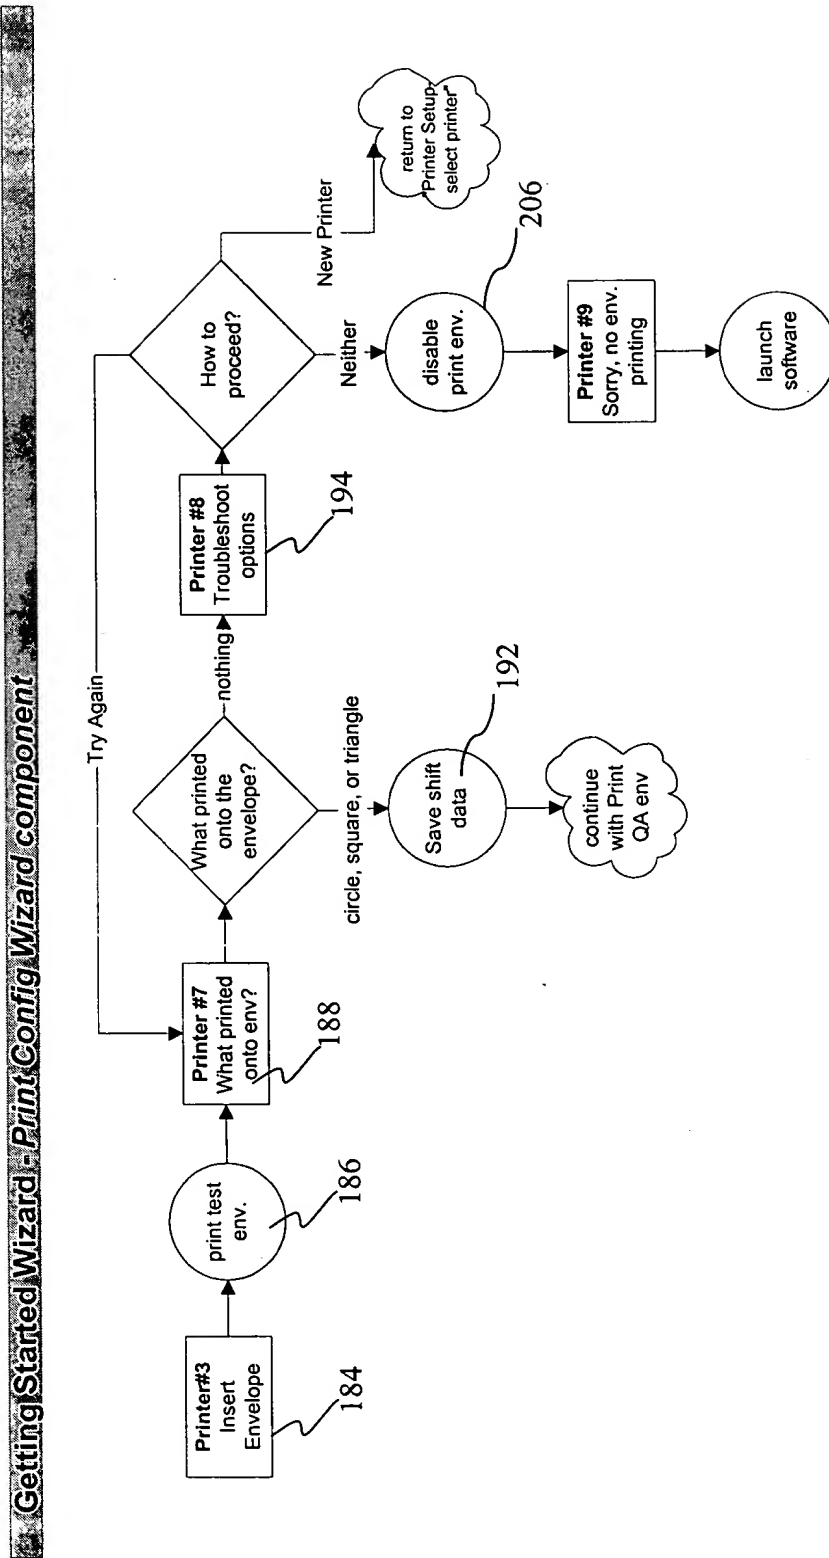 Getting Started Wizard - Print Config Wizard component
Try Again
Printer#3
Insert
Envelope
184
print test
env.
186
Printer #7
What printed
onto env?
188
What printed
onto the
envelope?
nothing
circle, square, or triangle
Save shift
data
192
continue
with Print
QA env
Printer #8
Troubleshoot
options
194
How to
proceed?
New Printer
return to
"Printer Setup-
select printer"
Neither
disable
print env.
206
Printer #9
Sorry, no env.
printing
launch
software